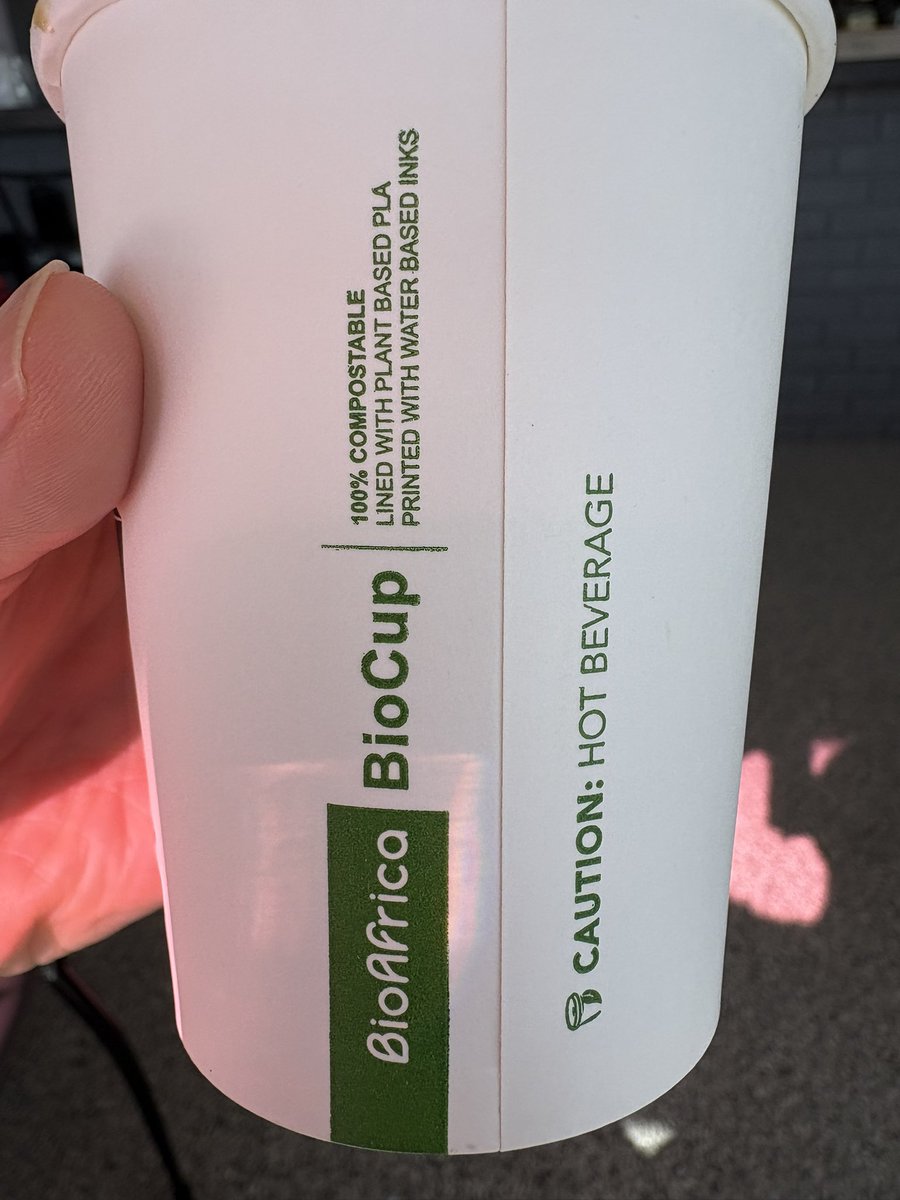 BioAfrica
BioCup
100% COMPOSTABLE
LINED WITH PLANT BASED PLA
PRINTED WITH WATER BASED INKS
CAUTION: HOT BEVERAGE